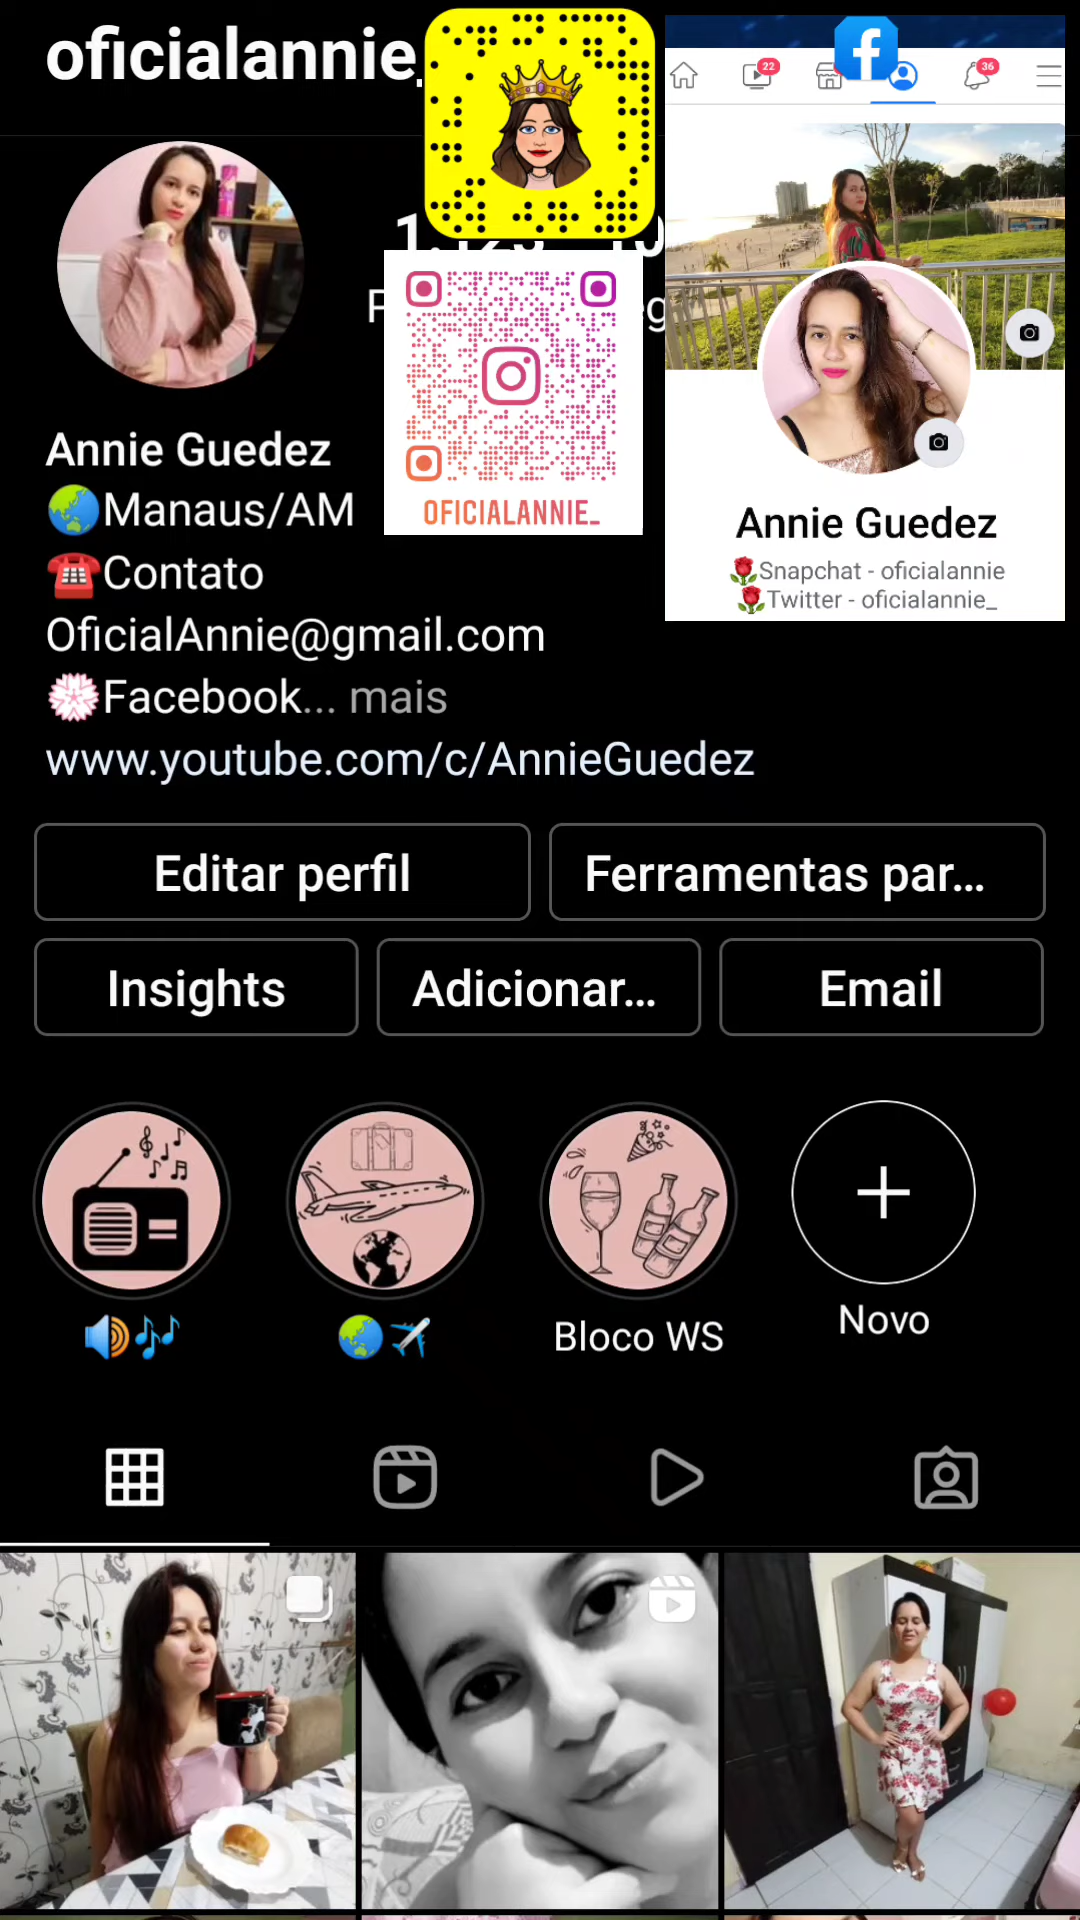 oficialannie_
22
36
Annie Guedez
🌏Manaus/AM
☎️Contato
OficialAnnie@gmail.com
💮Facebook... mais
www.youtube.com/c/AnnieGuedez
OFICIALANNIE_
Annie Guedez
🌹Snapchat - oficialannie
🌹Twitter - oficialannie_
Editar perfil
Ferramentas par...
Insights
Adicionar...
Email
🔊🎶
🌏✈️
Bloco WS
Novo